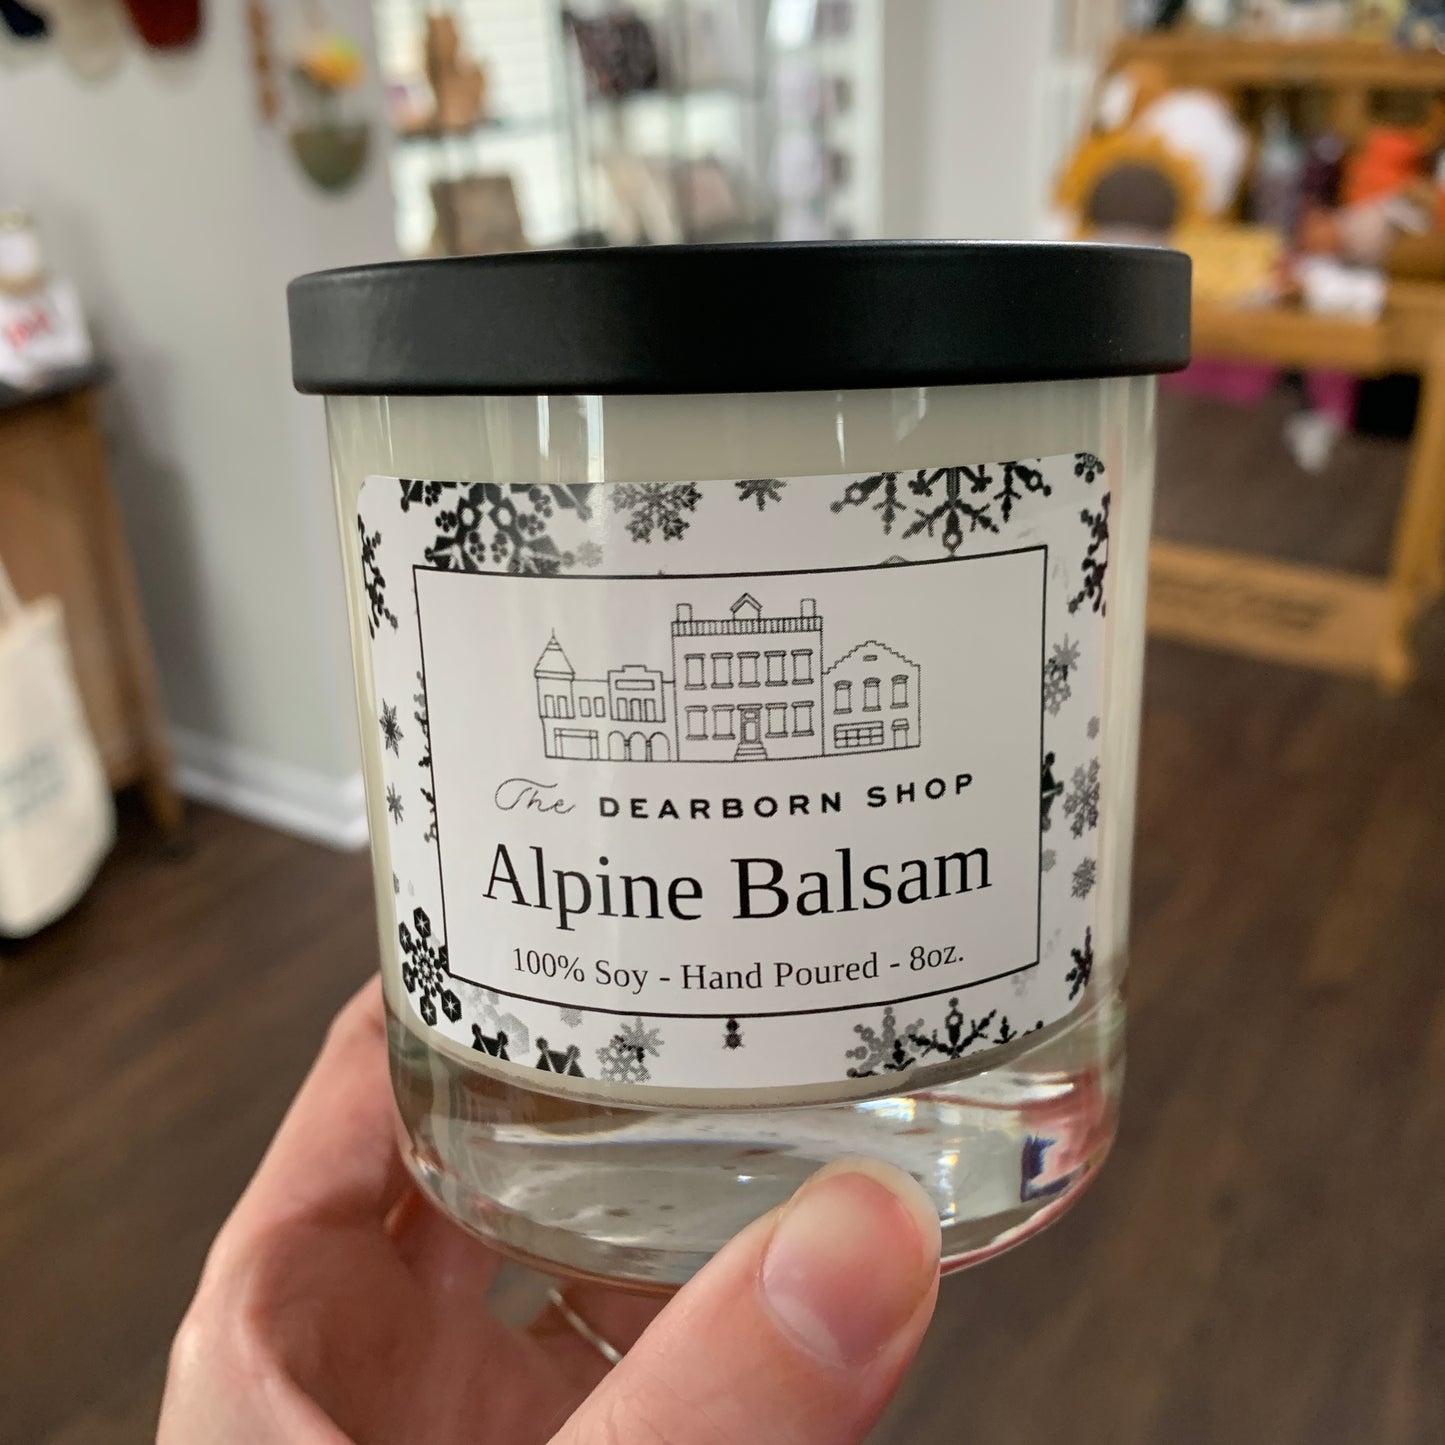 The DEARBORN SHOP
Alpine Balsam
100% Soy - Hand Poured - 8oz.